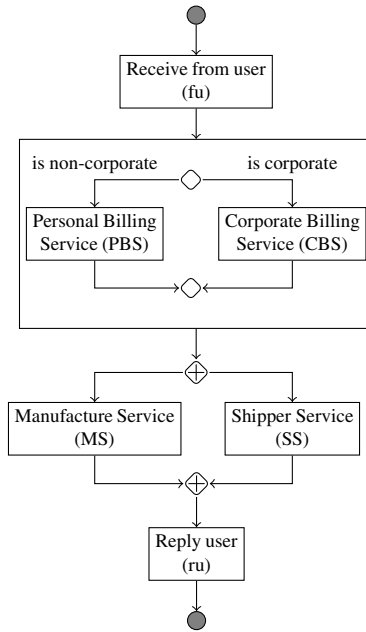 Receive from user
(fu)
is non-corporate
is corporate
Personal Billing
Service (PBS)
Corporate Billing
Service (CBS)
Manufacture Service
(MS)
Shipper Service
(SS)
Reply user
(ru)